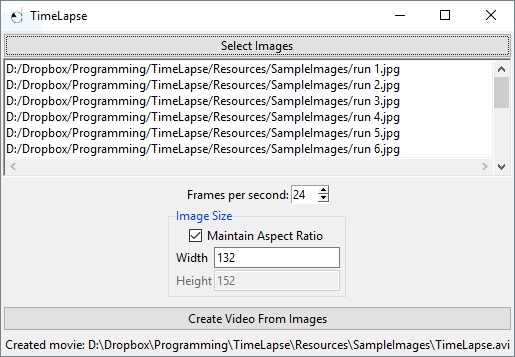 TimeLapse
Select Images
D:/Dropbox/Programming/TimeLapse/Resources/SampleImages/run 1.jpg
D:/Dropbox/Programming/TimeLapse/Resources/SampleImages/run 2.jpg
D:/Dropbox/Programming/TimeLapse/Resources/SampleImages/run 3.jpg
D:/Dropbox/Programming/TimeLapse/Resources/SampleImages/run 4.jpg
D:/Dropbox/Programming/TimeLapse/Resources/SampleImages/run 5.jpg
D:/Dropbox/Programming/TimeLapse/Resources/SampleImages/run 6.jpg
Frames per second: 24
Image Size
Maintain Aspect Ratio
Width 132
Height 152
Create Video From Images
Created movie: D:\Dropbox\Programming\TimeLapse\Resources\SampleImages\TimeLapse.avi